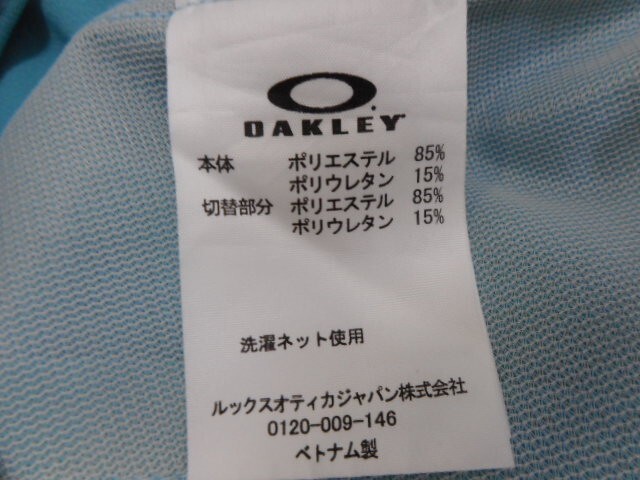 OAKLEY
本体 ポリエステル 85%
ポリウレタン 15%
切替部分 ポリエステル 85%
ポリウレタン 15%
洗濯ネット使用
ルックスオティカジャパン株式会社
0120-009-146
ベトナム製